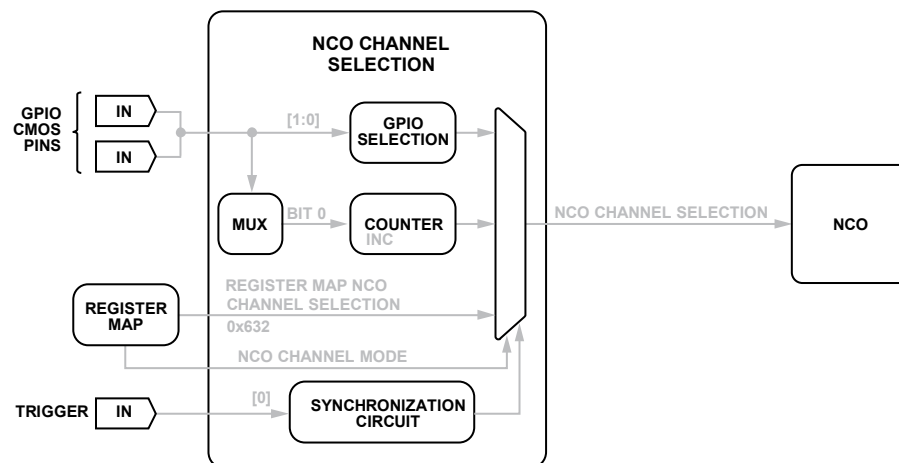 NCO CHANNEL
SELECTION
GPIO
CMOS
PINS
IN
IN
[1:0]
GPIO
SELECTION
MUX
BIT 0
COUNTER
INC
NCO CHANNEL SELECTION
NCO
REGISTER
MAP
REGISTER MAP NCO
CHANNEL SELECTION
0x632
NCO CHANNEL MODE
TRIGGER
IN
[0]
SYNCHRONIZATION
CIRCUIT